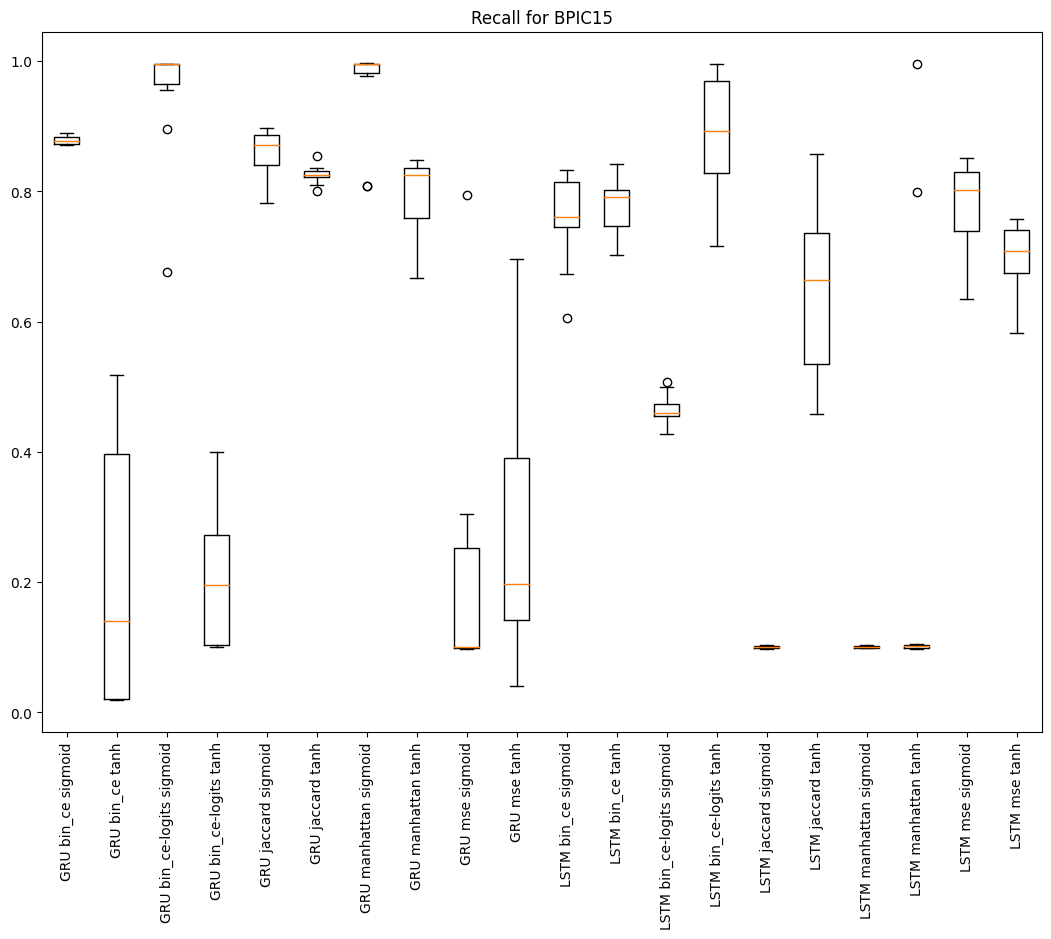 Recall for BPIC15
1.0
0.8
0.6
0.4
0.2
0.0
GRU bin_ce sigmoid
GRU bin_ce tanh
GRU bin_ce-logits sigmoid
GRU bin_ce-logits tanh
GRU jaccard sigmoid
GRU jaccard tanh
GRU manhattan sigmoid
GRU manhattan tanh
GRU mse sigmoid
GRU mse tanh
LSTM bin_ce sigmoid
LSTM bin_ce tanh
LSTM bin_ce-logits sigmoid
LSTM bin_ce-logits tanh
LSTM jaccard sigmoid
LSTM jaccard tanh
LSTM manhattan sigmoid
LSTM manhattan tanh
LSTM mse sigmoid
LSTM mse tanh